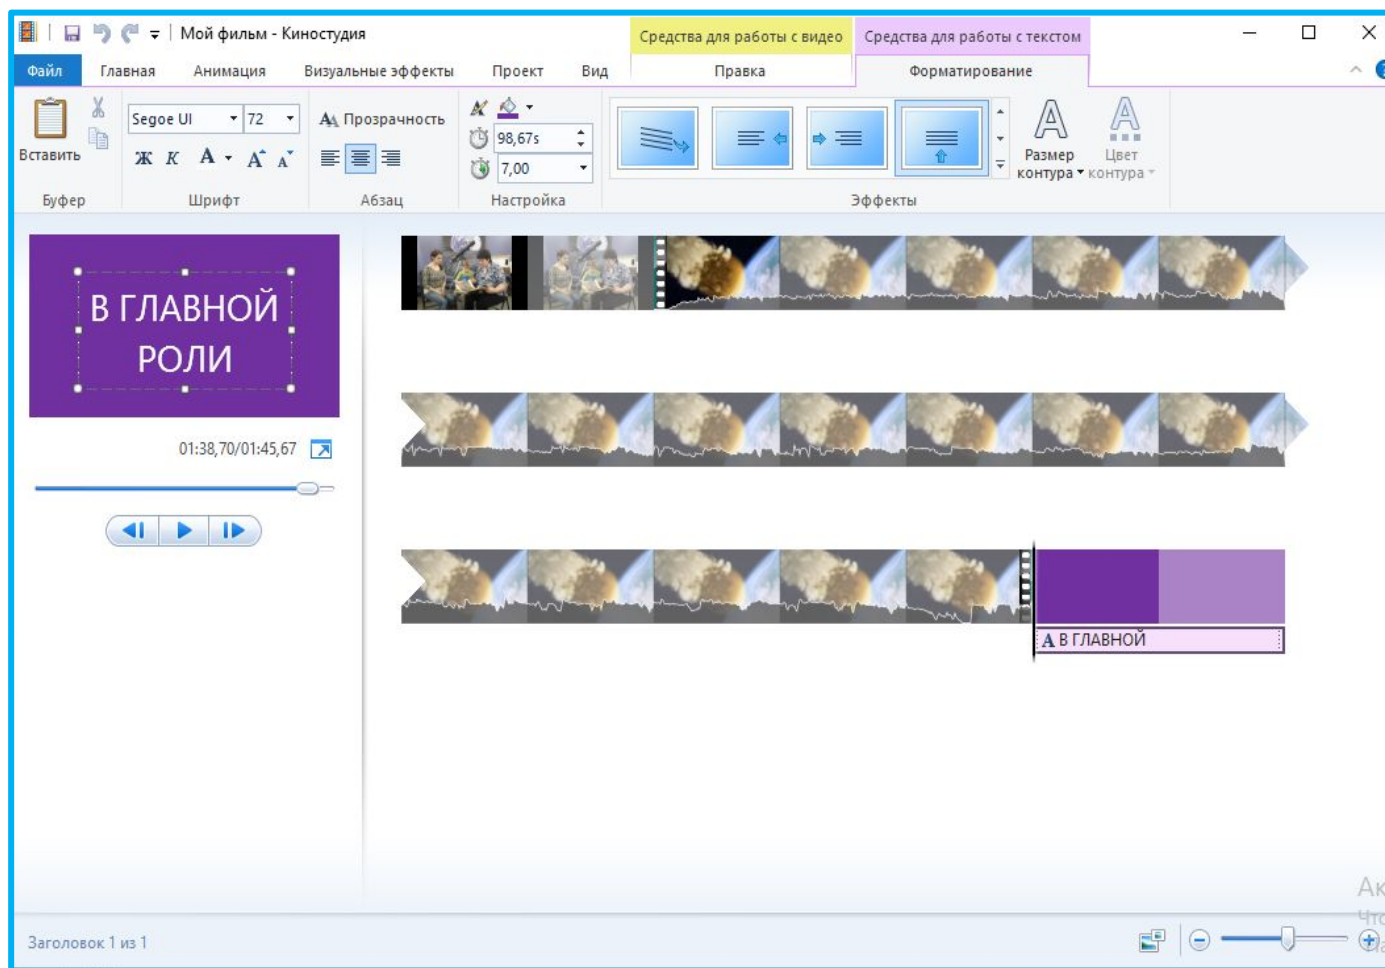 Мой фильм - Киностудия
Средства для работы с видео
Средства для работы с текстом
Файл
Главная
Анимация
Визуальные эффекты
Проект
Вид
Правка
Форматирование
Вставить
Буфер
Segoe UI
72
Ж К А А А
Шрифт
Прозрачность
Абзац
98,67s
7,00
Настройка
Эффекты
Размер
контура
Цвет
контура
В ГЛАВНОЙ
РОЛИ
01:38,70/01:45,67
А В ГЛАВНОЙ
Заголовок 1 из 1
Ак